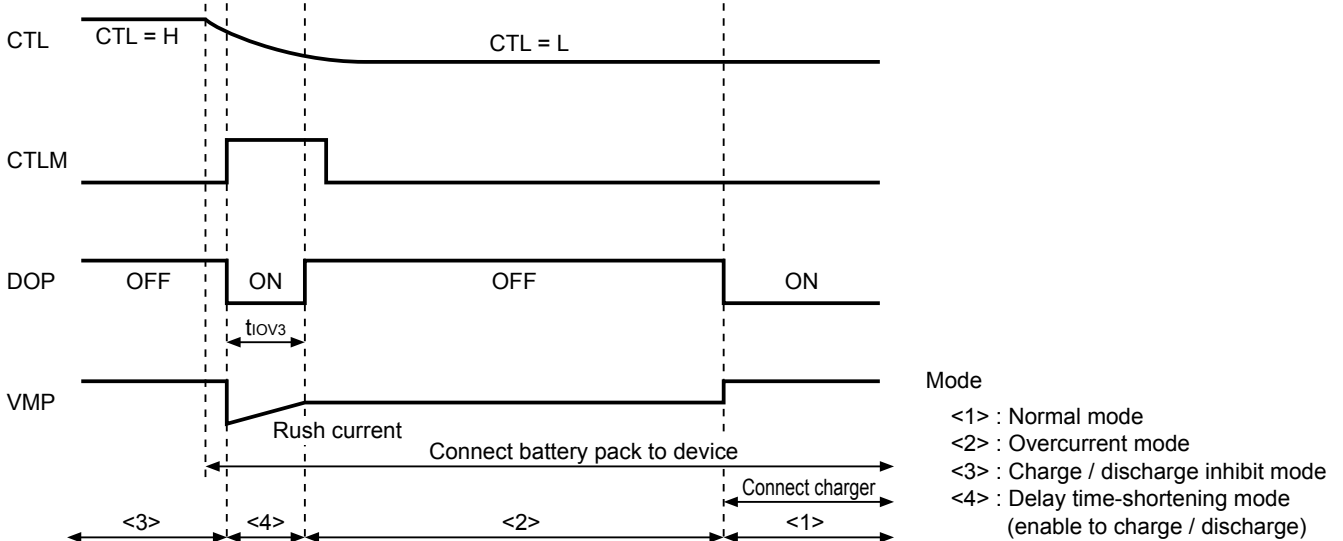 CTL
CTL = H
CTL = L
CTLM
DOP
OFF
ON
OFF
ON
tIOV3
VMP
Rush current
Connect battery pack to device
Connect charger
<3>
<4>
<2>
<1>
Mode
<1> : Normal mode
<2> : Overcurrent mode
<3> : Charge / discharge inhibit mode
<4> : Delay time-shortening mode
(enable to charge / discharge)